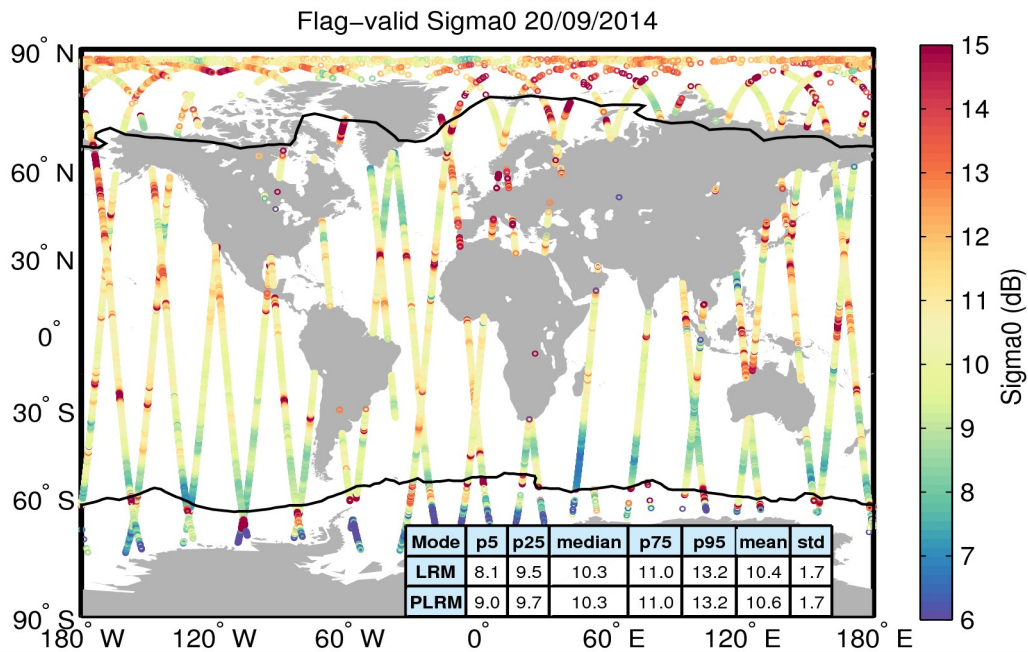 Flag-valid Sigma0 20/09/2014
90° N
60° N
30° N
0°
30° S
60° S
90° S
180° W
120° W
60° W
0°
60° E
120° E
180° E
Mode p5 p25 median p75 p95 mean std
LRM 8.1 9.5 10.3 11.0 13.2 10.4 1.7
PLRM 9.0 9.7 10.3 11.0 13.2 10.6 1.7
15
14
13
12
11
10
9
8
7
6
Sigma0 (dB)